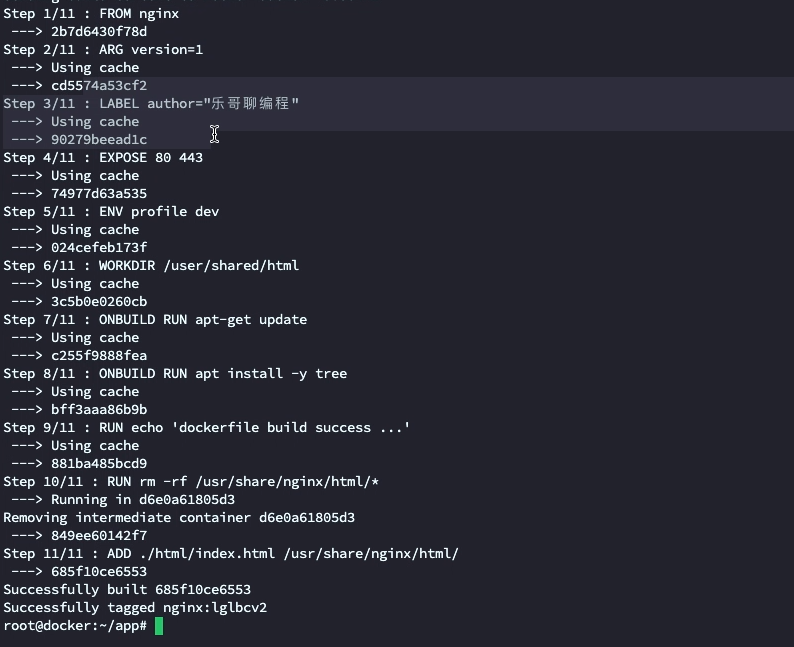 Step 1/11 : FROM nginx
---> 2b7d6430f78d
Step 2/11 : ARG version=1
---> Using cache
---> cd5574a53cf2
Step 3/11 : LABEL author="乐哥聊编程"
---> Using cache
---> 90279beead1c
Step 4/11 : EXPOSE 80 443
---> Using cache
---> 74977d63a535
Step 5/11 : ENV profile dev
---> Using cache
---> 024cefeb173f
Step 6/11 : WORKDIR /user/shared/html
---> Using cache
---> 3c5b0e0260cb
Step 7/11 : ONBUILD RUN apt-get update
---> Using cache
---> c255f9888fea
Step 8/11 : ONBUILD RUN apt install -y tree
---> Using cache
---> bff3aaa86b9b
Step 9/11 : RUN echo 'dockerfile build success ...'
---> Using cache
---> 881ba485bcd9
Step 10/11 : RUN rm -rf /usr/share/nginx/html/*
---> Running in d6e0a61805d3
Removing intermediate container d6e0a61805d3
---> 849ee60142f7
Step 11/11 : ADD ./html/index.html /usr/share/nginx/html/
---> 685f10ce6553
Successfully built 685f10ce6553
Successfully tagged nginx:lglbcv2
root@docker:~/app#